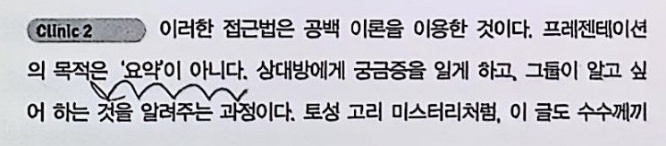 Clinic 2 이러한 접근법은 공백 이론을 이용한 것이다. 프레젠테이션
의 목적은 '요약'이 아니다. 상대방에게 궁금증을 일게 하고, 그들이 알고 싶
어 하는 것을 알려주는 과정이다. 토성 고리 미스터리처럼, 이 글도 수수께끼